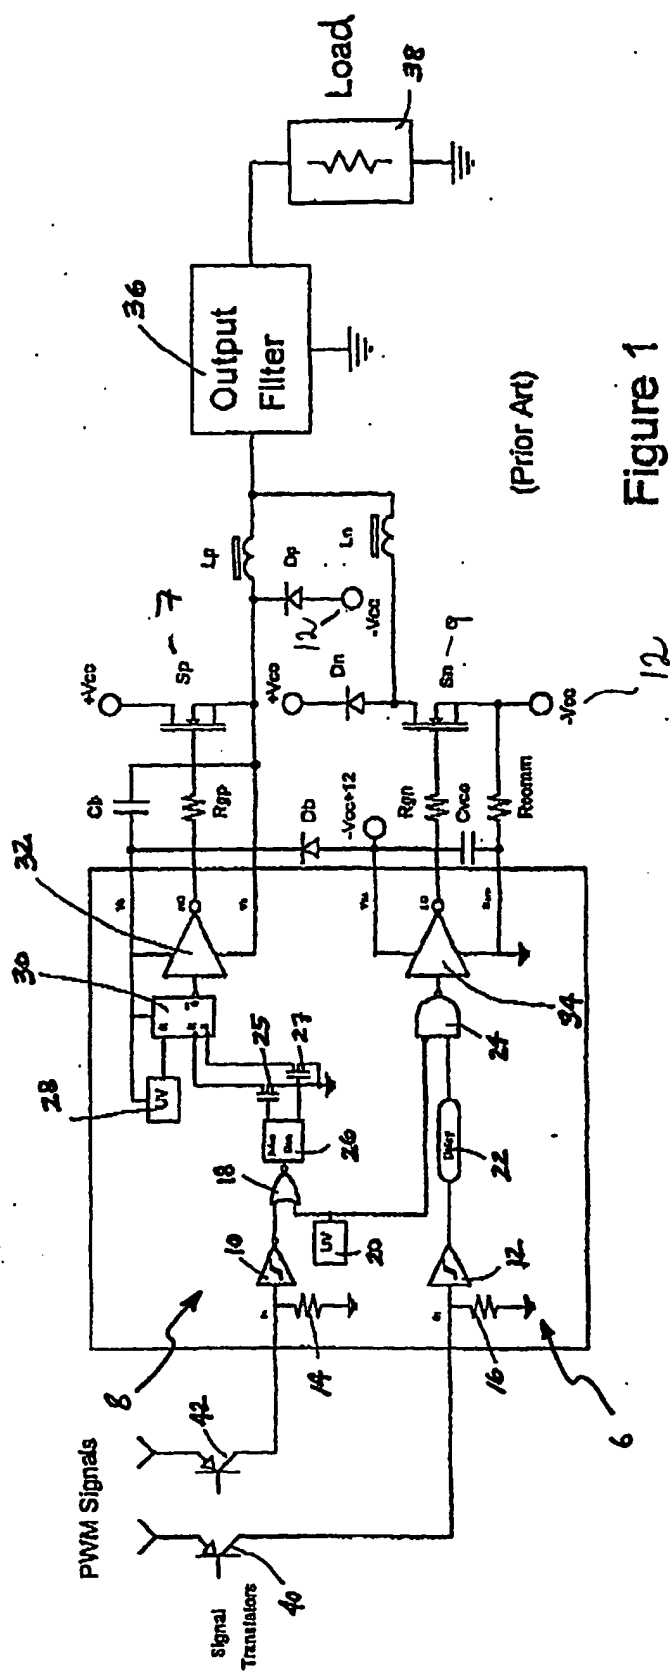 PWM Signals
Signal
Translators
40
42
8
6
14
16
10
12
18
UV
20
22
24
26
25
27
UV
28
30
32
34
Cb
Rgp
Db
-Vcc+12
Rgn
Cvcc
Rcomm
+Vcc
Sp
7
+Vcc
Dn
Sn
9
-Vcc
12
Lp
Dp
12
-Vcc
Ln
Output
Filter
36
Load
38
(Prior Art)
Figure 1